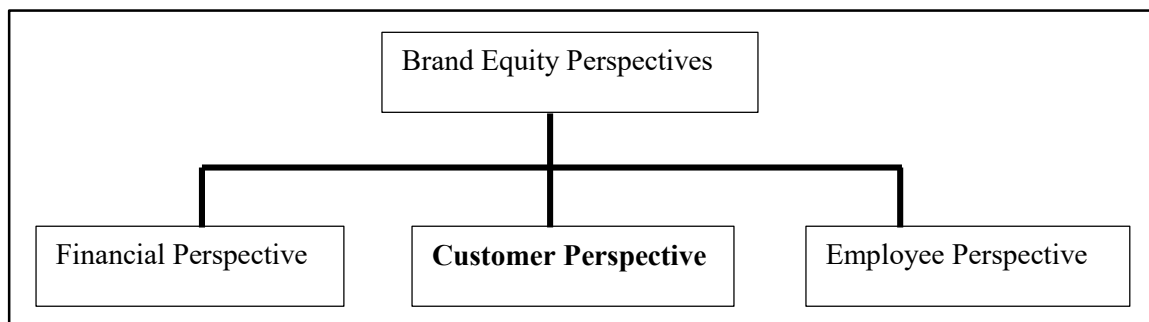 Brand Equity Perspectives
Financial Perspective
Customer Perspective
Employee Perspective